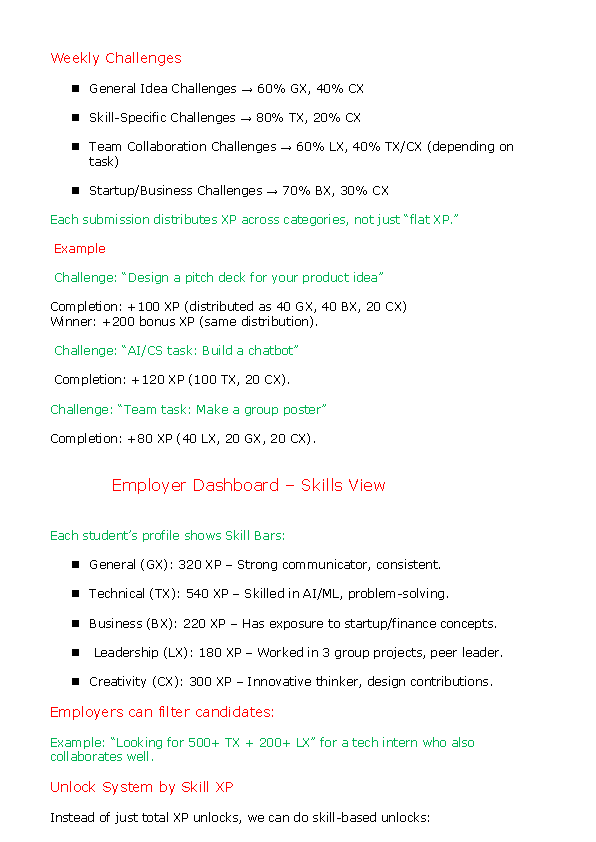 Weekly Challenges
■ General Idea Challenges → 60% GX, 40% CX
■ Skill-Specific Challenges → 80% TX, 20% CX
■ Team Collaboration Challenges → 60% LX, 40% TX/CX (depending on
task)
■ Startup/Business Challenges → 70% BX, 30% CX
Each submission distributes XP across categories, not just “flat XP.”
Example
Challenge: “Design a pitch deck for your product idea”
Completion: +100 XP (distributed as 40 GX, 40 BX, 20 CX)
Winner: +200 bonus XP (same distribution).
Challenge: “AI/CS task: Build a chatbot”
Completion: +120 XP (100 TX, 20 CX).
Challenge: “Team task: Make a group poster”
Completion: +80 XP (40 LX, 20 GX, 20 CX).
Employer Dashboard – Skills View
Each student’s profile shows Skill Bars:
■ General (GX): 320 XP – Strong communicator, consistent.
■ Technical (TX): 540 XP – Skilled in AI/ML, problem-solving.
■ Business (BX): 220 XP – Has exposure to startup/finance concepts.
■ Leadership (LX): 180 XP – Worked in 3 group projects, peer leader.
■ Creativity (CX): 300 XP – Innovative thinker, design contributions.
Employers can filter candidates:
Example: “Looking for 500+ TX + 200+ LX” for a tech intern who also
collaborates well.
Unlock System by Skill XP
Instead of just total XP unlocks, we can do skill-based unlocks: